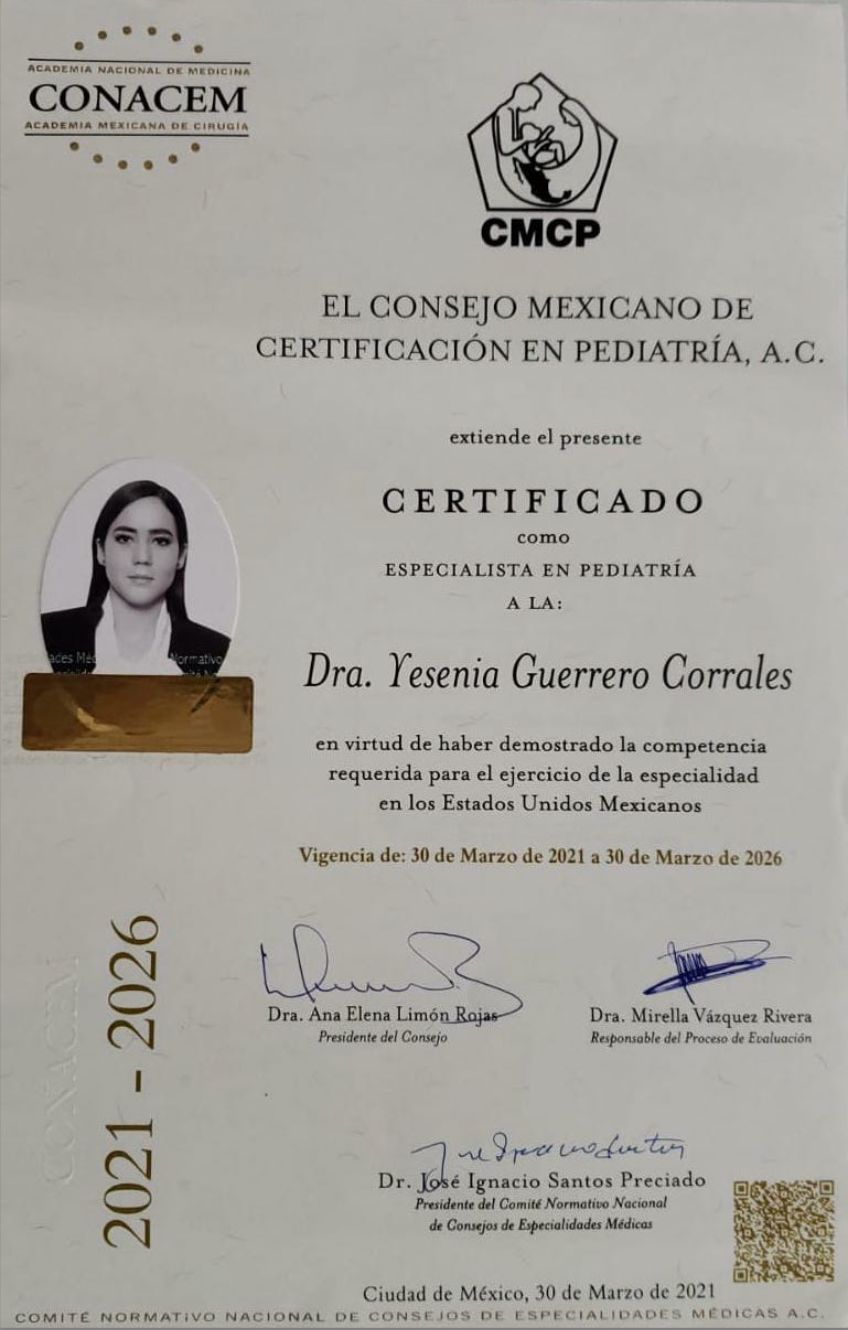 ACADEMIA NACIONAL DE MEDICINA
CONACEM
ACADEMIA MEXICANA DE CIRUGÍA
CMCP
EL CONSEJO MEXICANO DE
CERTIFICACIÓN EN PEDIATRÍA, A.C.
extiende el presente
CERTIFICADO
como
ESPECIALISTA EN PEDIATRÍA
A LA:
Dra. Yesenia Guerrero Corrales
en virtud de haber demostrado la competencia
requerida para el ejercicio de la especialidad
en los Estados Unidos Mexicanos
Vigencia de: 30 de Marzo de 2021 a 30 de Marzo de 2026
2021 - 2026
CONACEM
Dra. Ana Elena Limón Rojas
Presidente del Consejo
Dra. Mirella Vázquez Rivera
Responsable del Proceso de Evaluación
Dr. José Ignacio Santos Preciado
Presidente del Comité Normativo Nacional
de Consejos de Especialidades Médicas
Ciudad de México, 30 de Marzo de 2021
COMITÉ NORMATIVO NACIONAL DE CONSEJOS DE ESPECIALIDADES MÉDICAS A.C.